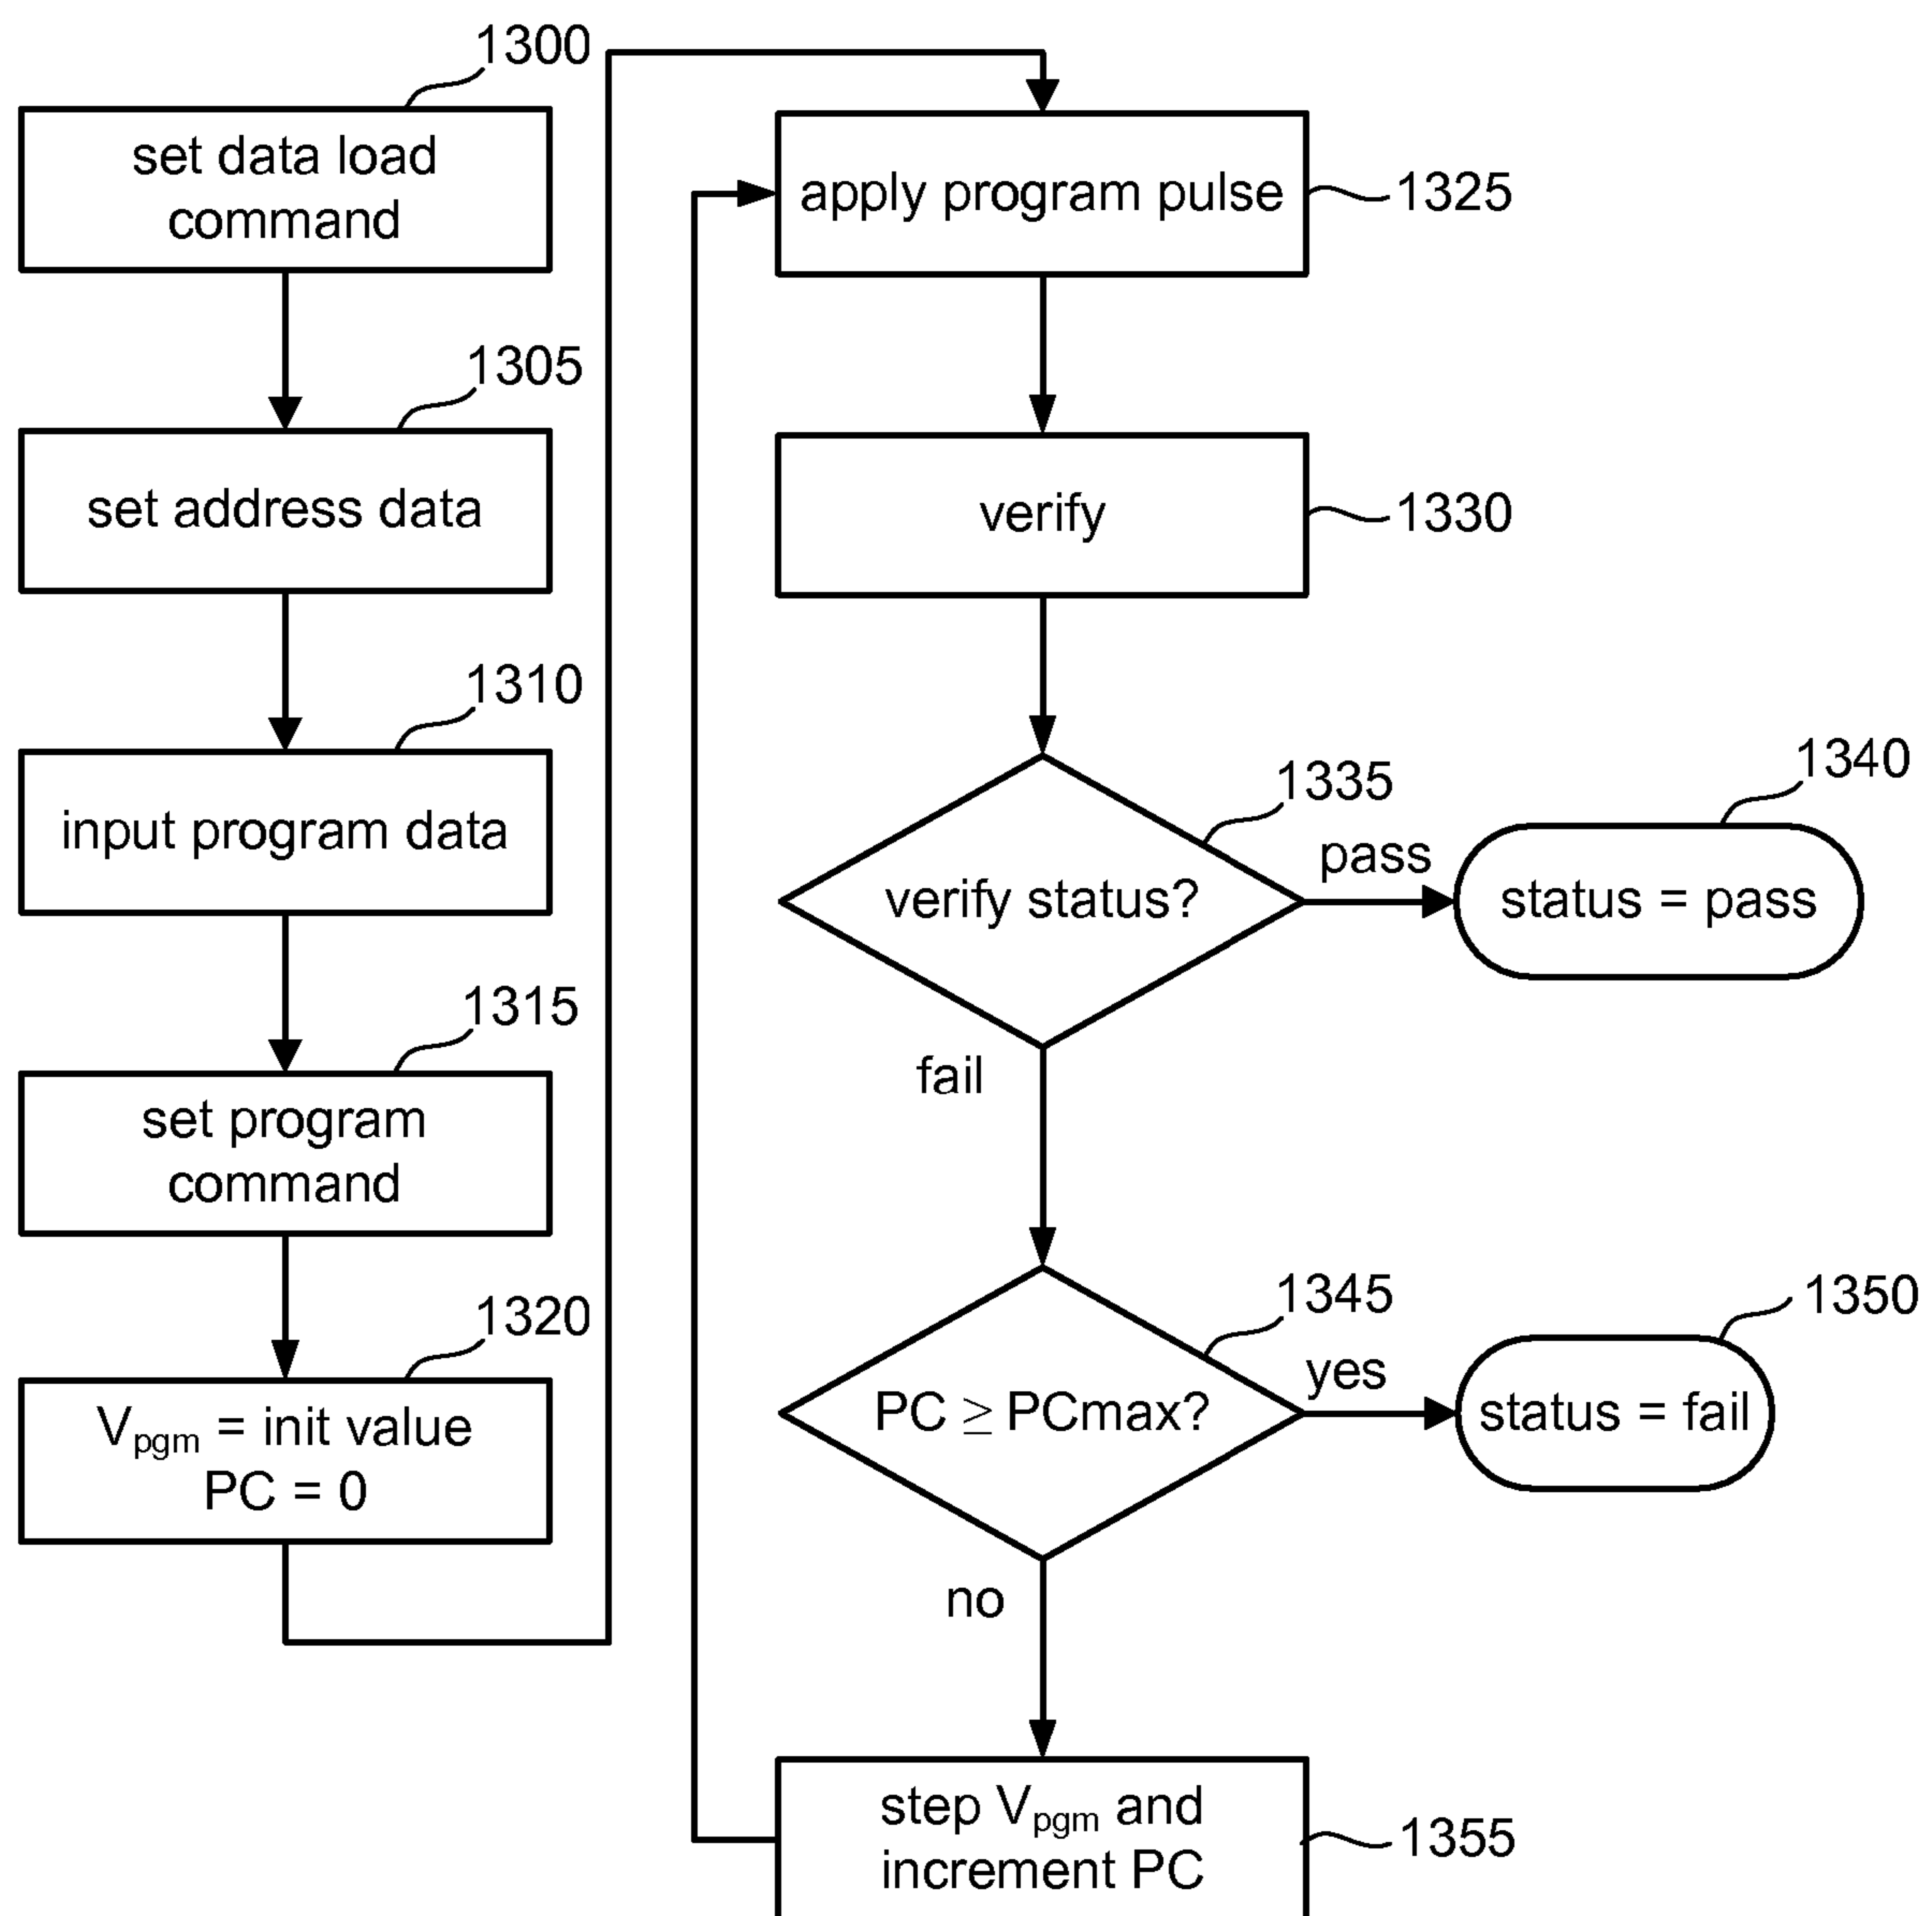 1300
set data load
command
1305
set address data
1310
input program data
1315
set program
command
1320
Vpgm = init value
PC = 0
apply program pulse
1325
verify
1330
1335
verify status?
pass
1340
status = pass
fail
1345
PC ≥ PCmax?
yes
1350
status = fail
no
step Vpgm and
increment PC
1355